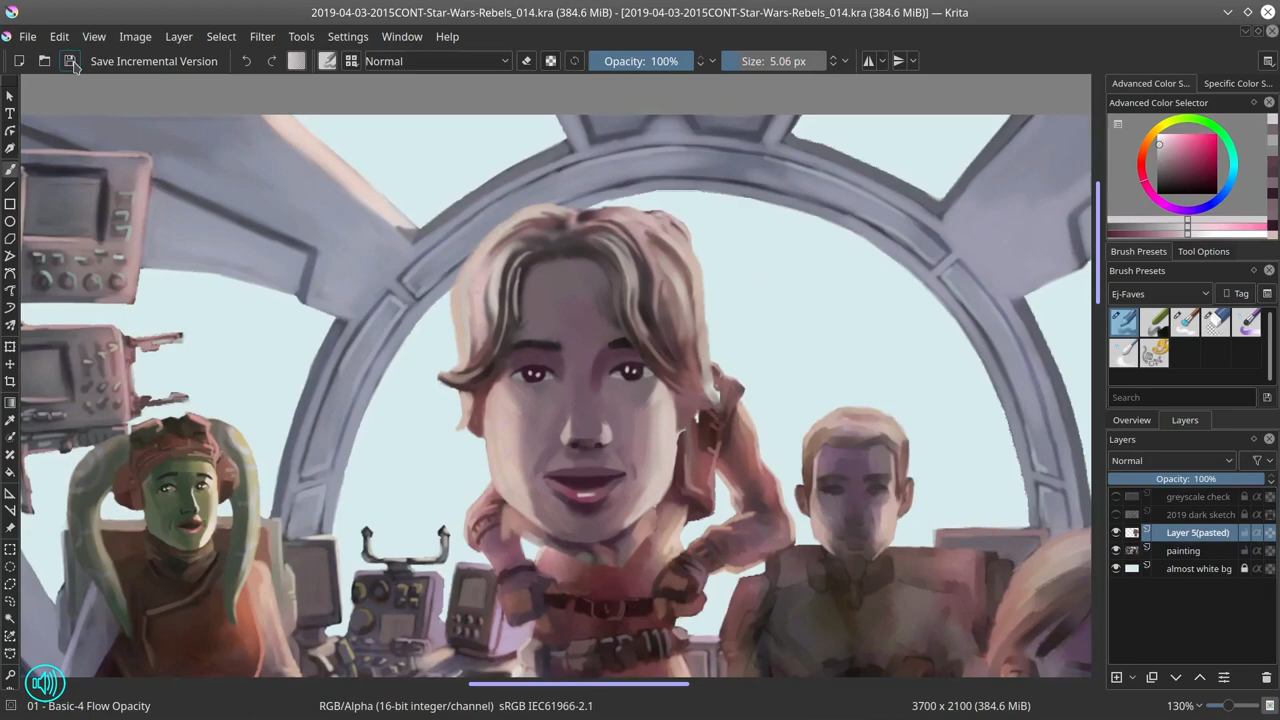 2019-04-03-2015CONT-Star-Wars-Rebels_014.kra (384.6 MiB) - [2019-04-03-2015CONT-Star-Wars-Rebels_014.kra (384.6 MiB)] — Krita
File Edit View Image Layer Select Filter Tools Settings Window Help
Save Incremental Version Normal Opacity: 100% Size: 5.06 px
Advanced Color S... Specific Color S...
Advanced Color Selector
Brush Presets Tool Options
Brush Presets
Ej-Faves Tag
Search
Overview Layers
Layers
Normal
Opacity: 100%
greyscale check
2019 dark sketch
Layer 5(pasted)
painting
almost white bg
01 - Basic-4 Flow Opacity RGB/Alpha (16-bit integer/channel) sRGB IEC61966-2.1 3700 x 2100 (384.6 MiB) 130%